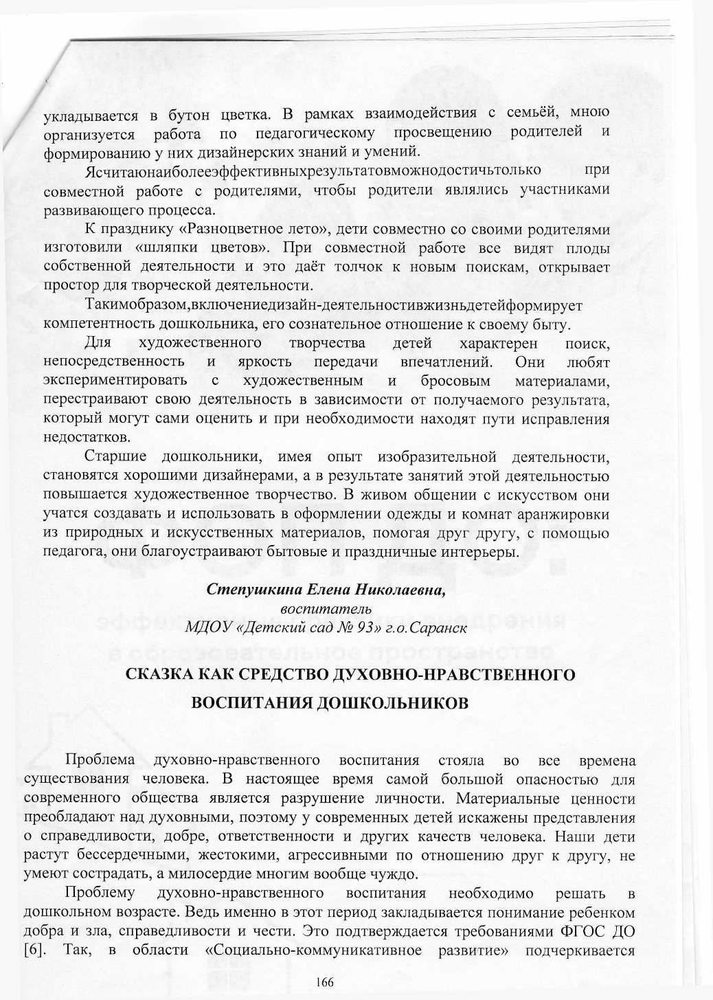 укладывается в бутон цветка. В рамках взаимодействия с семьёй, мною
организуется работа по педагогическому просвещению родителей и
формированию у них дизайнерских знаний и умений.
Ясчитаюнаиболееэффективныхрезультатовможнодостичьтолько при
совместной работе с родителями, чтобы родители являлись участниками
развивающего процесса.
К празднику «Разноцветное лето», дети совместно со своими родителями
изготовили «шляпки цветов». При совместной работе все видят плоды
собственной деятельности и это даёт толчок к новым поискам, открывает
простор для творческой деятельности.
Такимобразом,включениедизайн-деятельностивжизньдетейформирует
компетентность дошкольника, его сознательное отношение к своему быту.
Для художественного творчества детей характерен поиск,
непосредственность и яркость передачи впечатлений. Они любят
экспериментировать с художественным и бросовым материалами,
перестраивают свою деятельность в зависимости от получаемого результата,
который могут сами оценить и при необходимости находят пути исправления
недостатков.
Старшие дошкольники, имея опыт изобразительной деятельности,
становятся хорошими дизайнерами, а в результате занятий этой деятельностью
повышается художественное творчество. В живом общении с искусством они
учатся создавать и использовать в оформлении одежды и комнат аранжировки
из природных и искусственных материалов, помогая друг другу, с помощью
педагога, они благоустраивают бытовые и праздничные интерьеры.
Степушкина Елена Николаевна,
воспитатель
МДОУ «Детский сад № 93» г.о.Саранск
СКАЗКА КАК СРЕДСТВО ДУХОВНО-НРАВСТВЕННОГО
ВОСПИТАНИЯ ДОШКОЛЬНИКОВ
Проблема духовно-нравственного воспитания стояла во все времена
существования человека. В настоящее время самой большой опасностью для
современного общества является разрушение личности. Материальные ценности
преобладают над духовными, поэтому у современных детей искажены представления
о справедливости, добре, ответственности и других качеств человека. Наши дети
растут бессердечными, жестокими, агрессивными по отношению друг к другу, не
умеют сострадать, а милосердие многим вообще чуждо.
Проблему духовно-нравственного воспитания необходимо решать в
дошкольном возрасте. Ведь именно в этот период закладывается понимание ребенком
добра и зла, справедливости и чести. Это подтверждается требованиями ФГОС ДО
[6]. Так, в области «Социально-коммуникативное развитие» подчеркивается
166